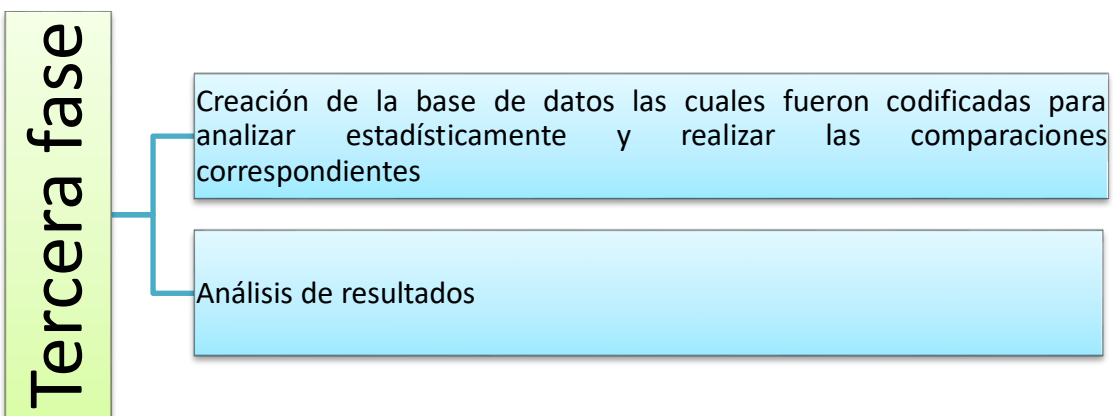 Tercera fase
Creación de la base de datos las cuales fueron codificadas para
analizar estadísticamente y realizar las comparaciones
correspondientes
Análisis de resultados